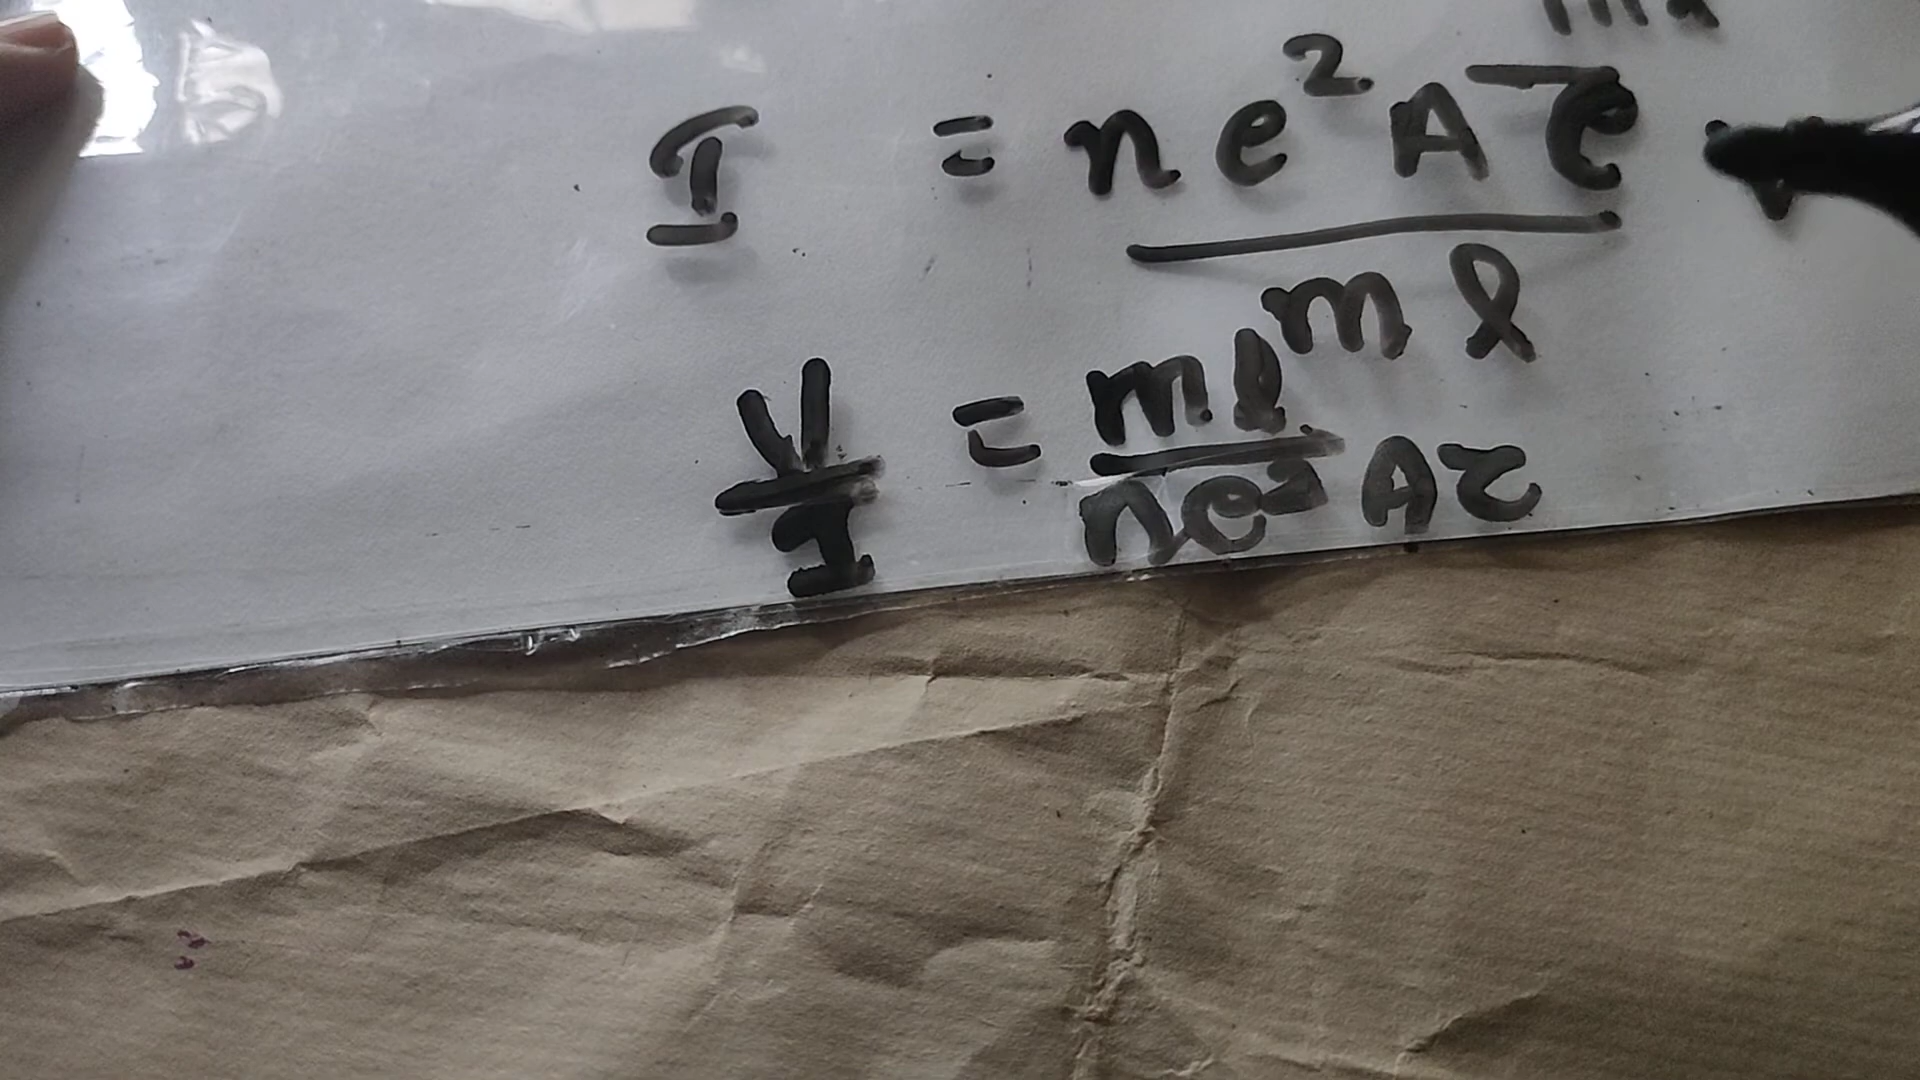 I = ne²Aτ / ml
V/I = ml / ne²Aτ